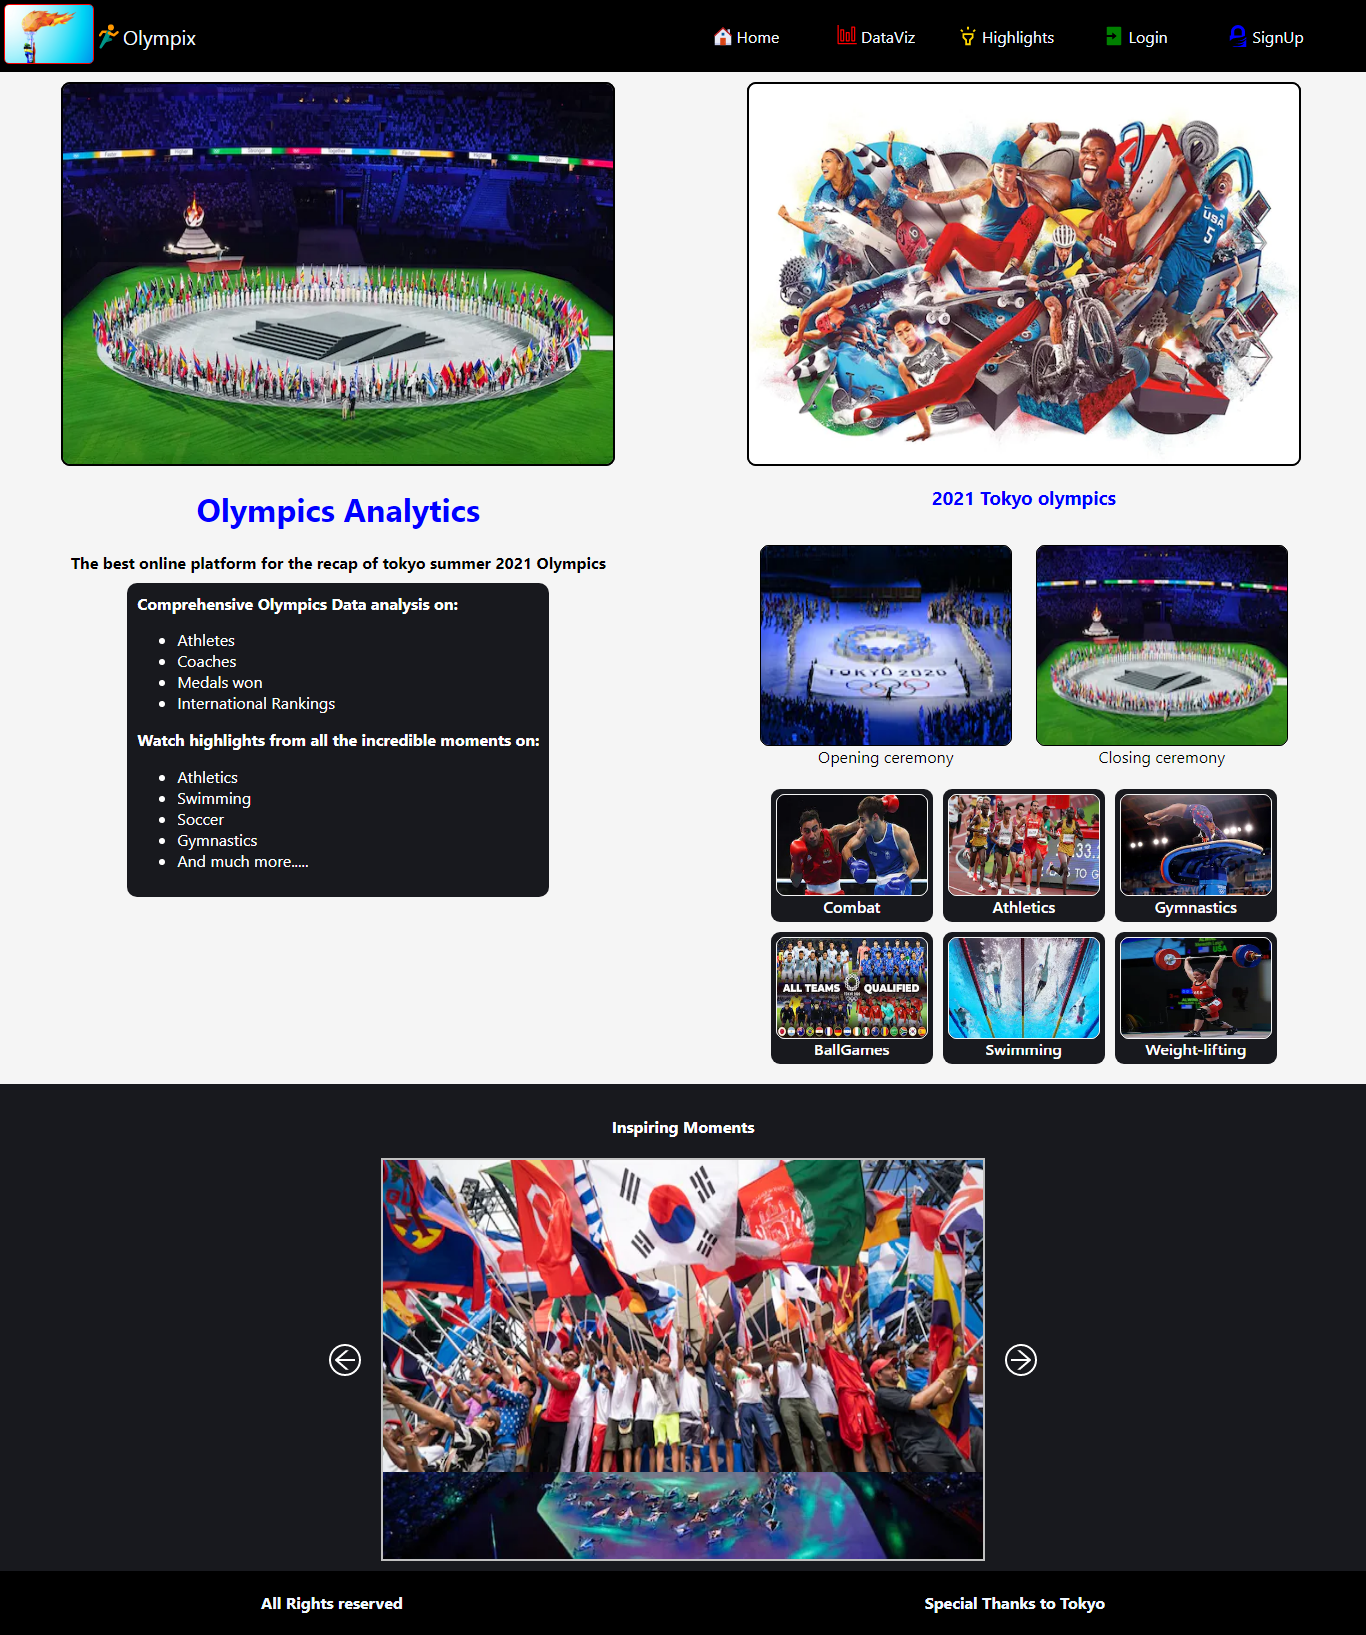 Olympix
Home
DataViz
Highlights
Login
SignUp
USA
5
USA
Olympics Analytics
The best online platform for the recap of tokyo summer 2021 Olympics
Comprehensive Olympics Data analysis on:
Athletes
Coaches
Medals won
International Rankings
Watch highlights from all the incredible moments on:
Athletics
Swimming
Soccer
Gymnastics
And much more.....
2021 Tokyo olympics
TOKYO 2020
Opening ceremony
Closing ceremony
Combat
Athletics
Gymnastics
ALL TEAMS QUALIFIED
BallGames
Swimming
Weight-lifting
Inspiring Moments
All Rights reserved
Special Thanks to Tokyo